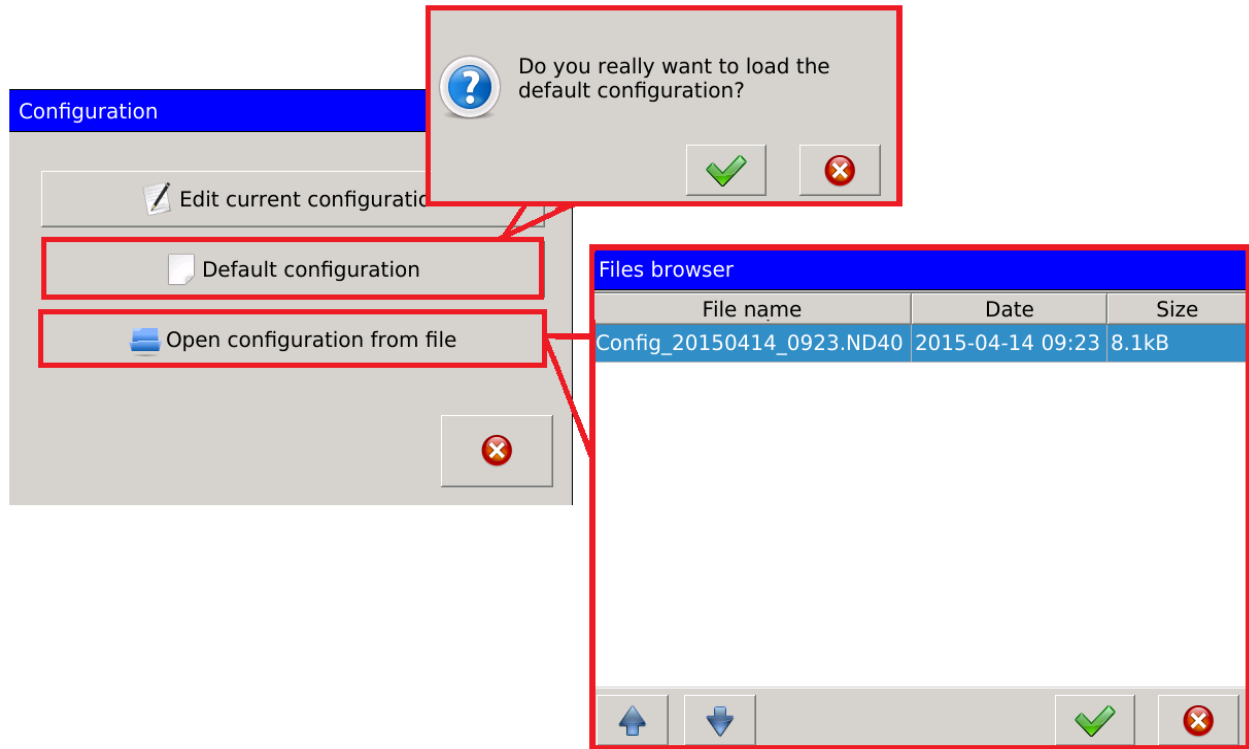 Do you really want to load the
default configuration?
Configuration
Edit current configuratio
Default configuration
Open configuration from file
Files browser
File name Date Size
Config_20150414_0923.ND40 2015-04-14 09:23 8.1kB